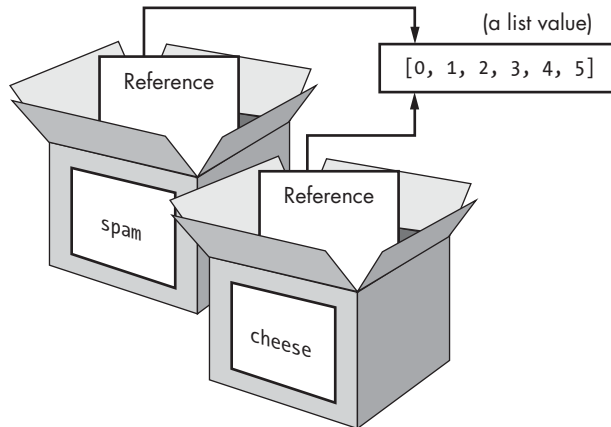 (a list value)
Reference
[0, 1, 2, 3, 4, 5]
Reference
spam
cheese